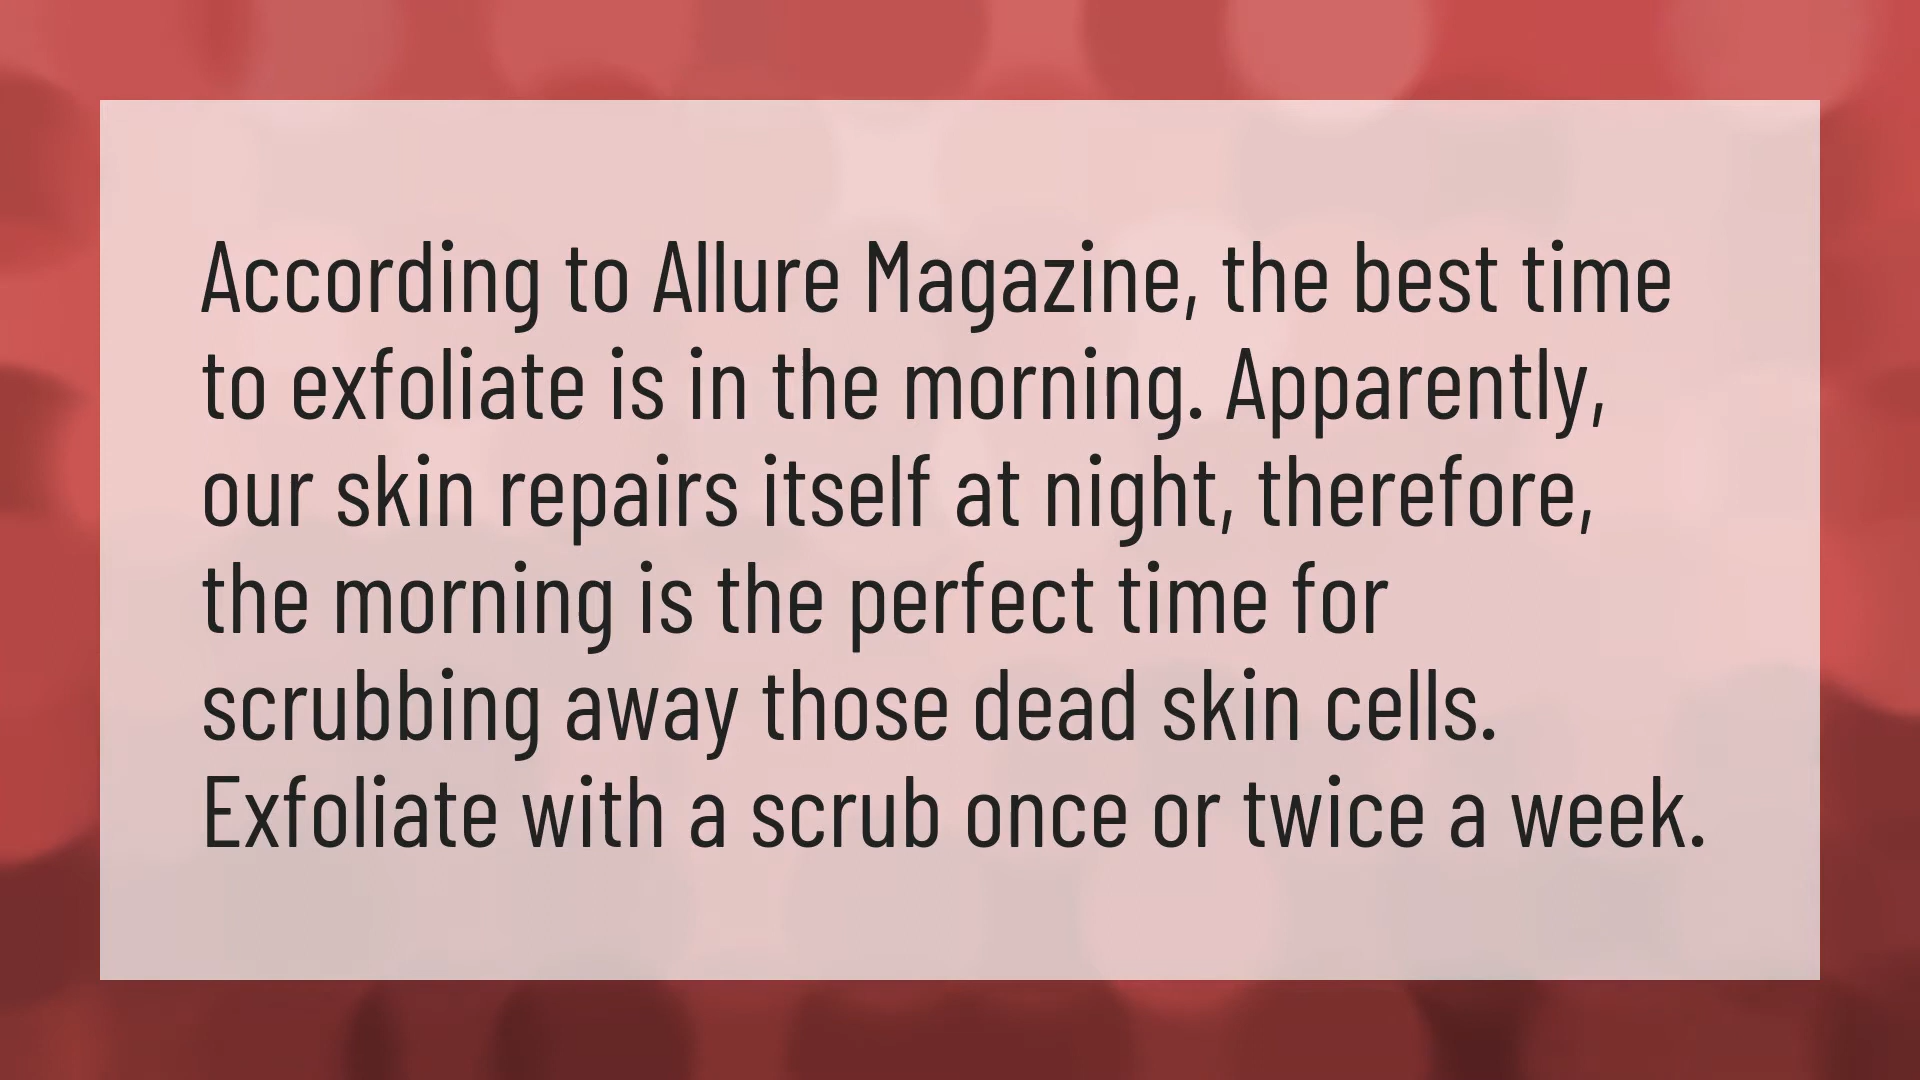 According to Allure Magazine, the best time
to exfoliate is in the morning. Apparently,
our skin repairs itself at night, therefore,
the morning is the perfect time for
scrubbing away those dead skin cells.
Exfoliate with a scrub once or twice a week.